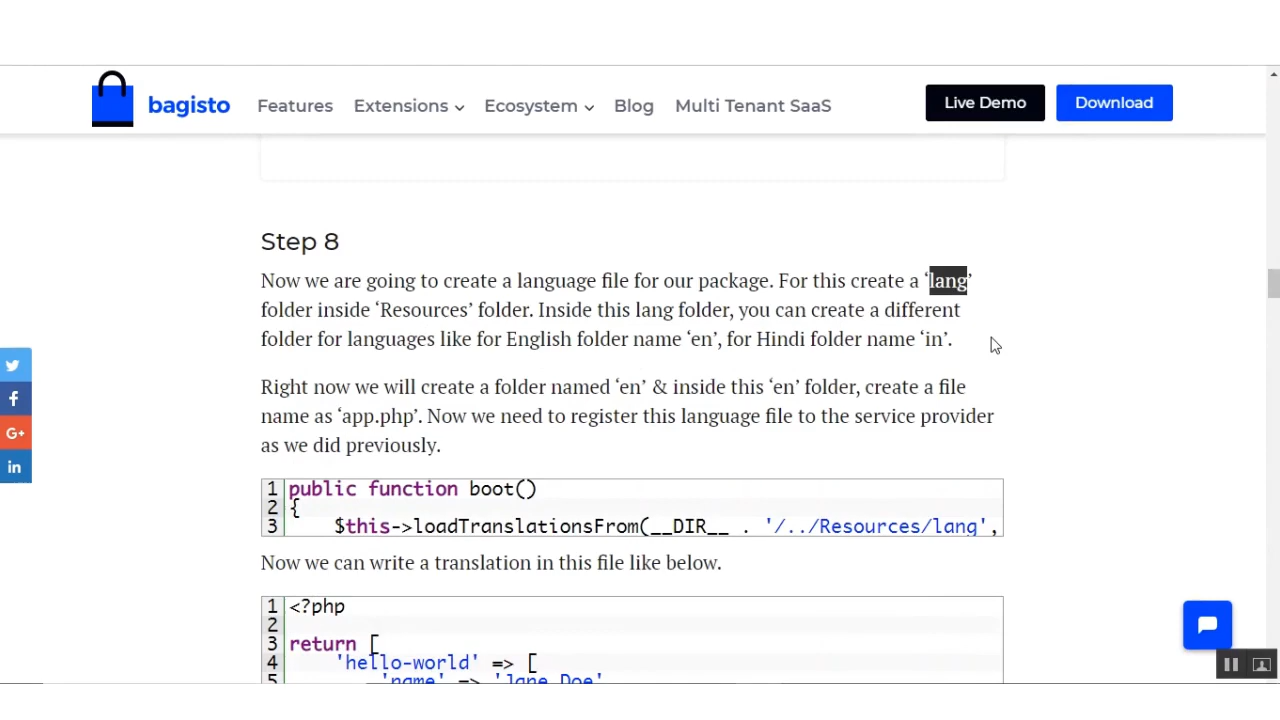 bagisto
Features
Extensions
Ecosystem
Blog
Multi Tenant SaaS
Live Demo
Download
Step 8
Now we are going to create a language file for our package. For this create a ‘lang’
folder inside ‘Resources’ folder. Inside this lang folder, you can create a different
folder for languages like for English folder name ‘en’, for Hindi folder name ‘in’.
Right now we will create a folder named ‘en’ & inside this ‘en’ folder, create a file
name as ‘app.php’. Now we need to register this language file to the service provider
as we did previously.
1 public function boot()
2 {
3 $this->loadTranslationsFrom(__DIR__ . '/../Resources/lang',
Now we can write a translation in this file like below.
1 <?php
2
3 return [
4 'hello-world' => [
5 'name' => 'Jane Doe'
G+
in